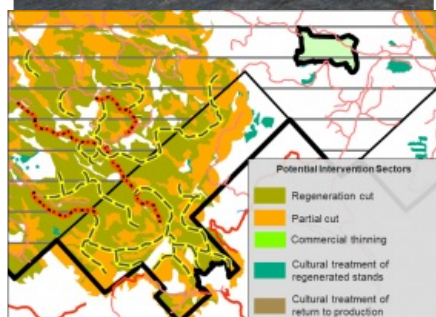 Potential Intervention Sectors
Regeneration cut
Partial cut
Commercial thinning
Cultural treatment of
regenerated stands
Cultural treatment of
return to production